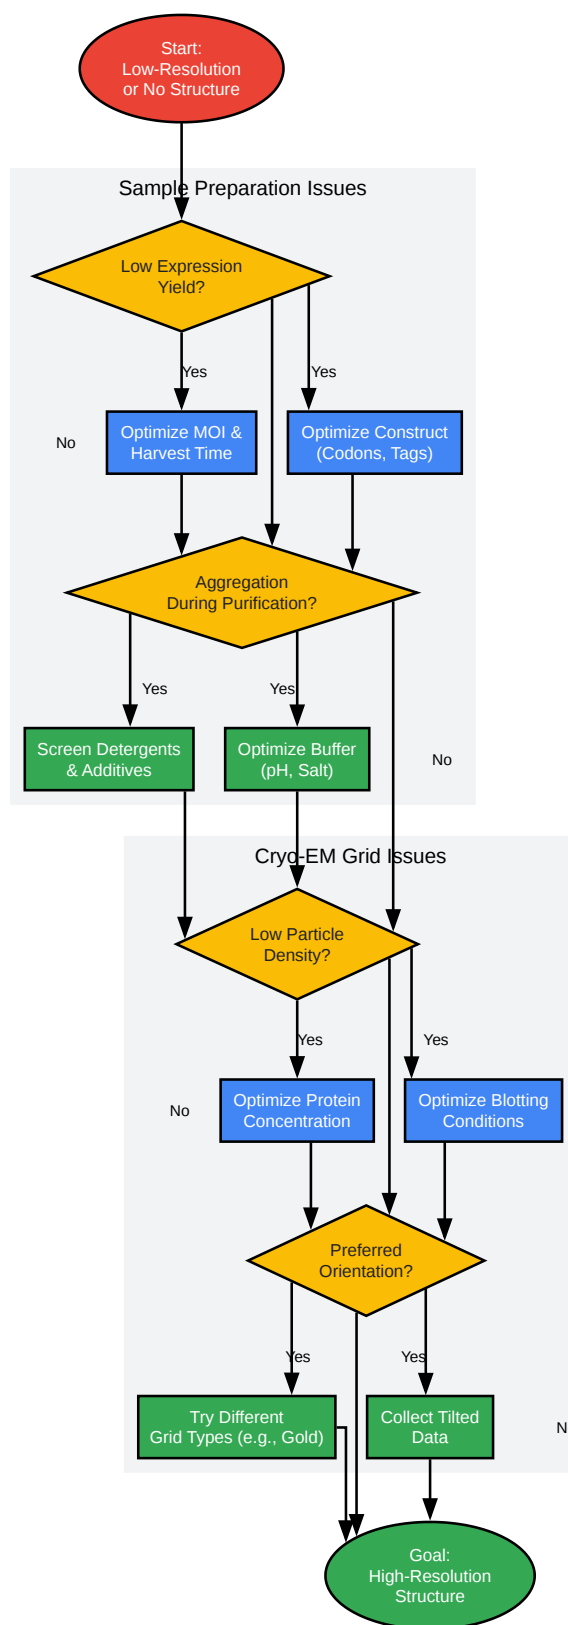 Start:
Low-Resolution
or No Structure
Sample Preparation Issues
Low Expression
Yield?
Yes
Yes
No
Optimize MOI &
Harvest Time
Optimize Construct
(Codons, Tags)
Aggregation
During Purification?
Yes
Yes
Screen Detergents
& Additives
Optimize Buffer
(pH, Salt)
No
Cryo-EM Grid Issues
Low Particle
Density?
Yes
Yes
No
Optimize Protein
Concentration
Optimize Blotting
Conditions
Preferred
Orientation?
Yes
Yes
Try Different
Grid Types (e.g., Gold)
Collect Tilted
Data
N
Goal:
High-Resolution
Structure